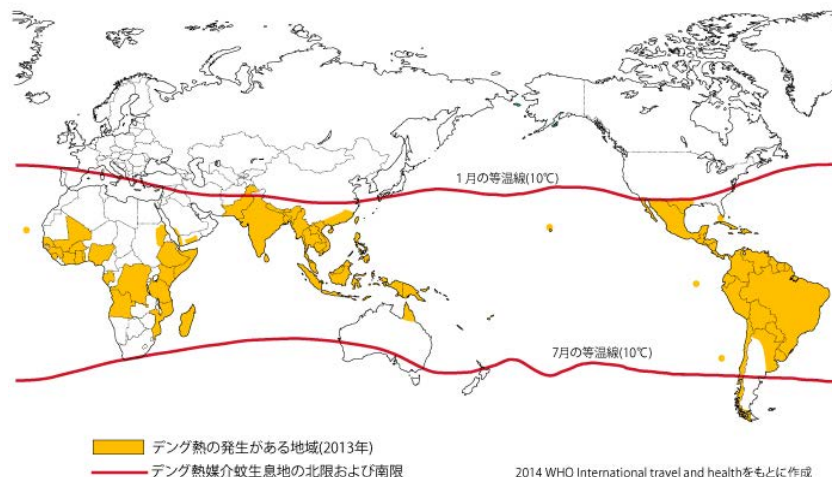 1月の等温線(10℃)
7月の等温線(10℃)
デング熱の発生がある地域(2013年)
デング熱媒介蚊生息地の北限および南限
2014 WHO International travel and healthをもとに作成